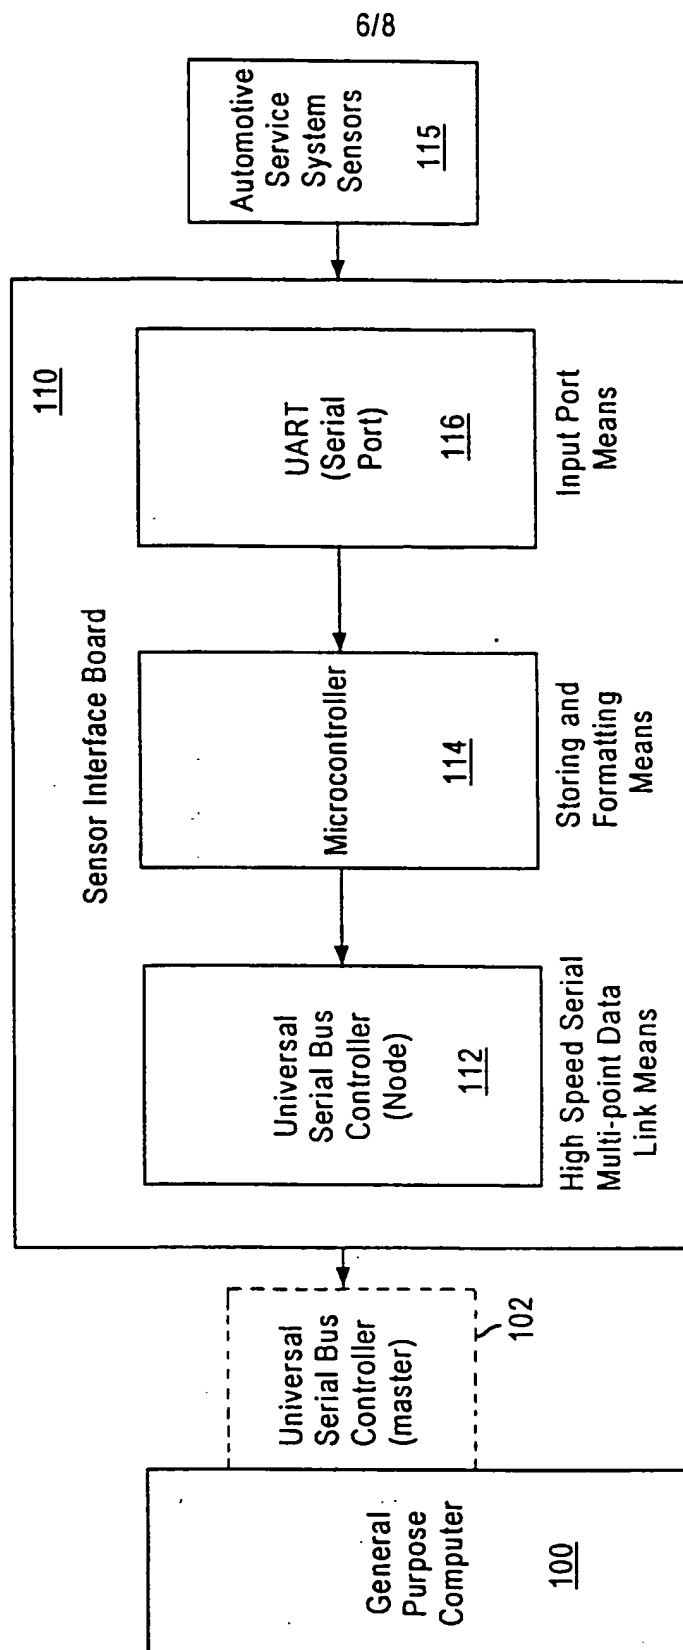 6/8
General
Purpose
Computer
100
Universal
Serial Bus
Controller
(master)
102
Sensor Interface Board
110
Universal
Serial Bus
Controller
(Node)
112
High Speed Serial
Multi-point Data
Link Means
Microcontroller
114
Storing and
Formatting
Means
UART
(Serial
Port)
116
Input Port
Means
Automotive
Service
System
Sensors
115